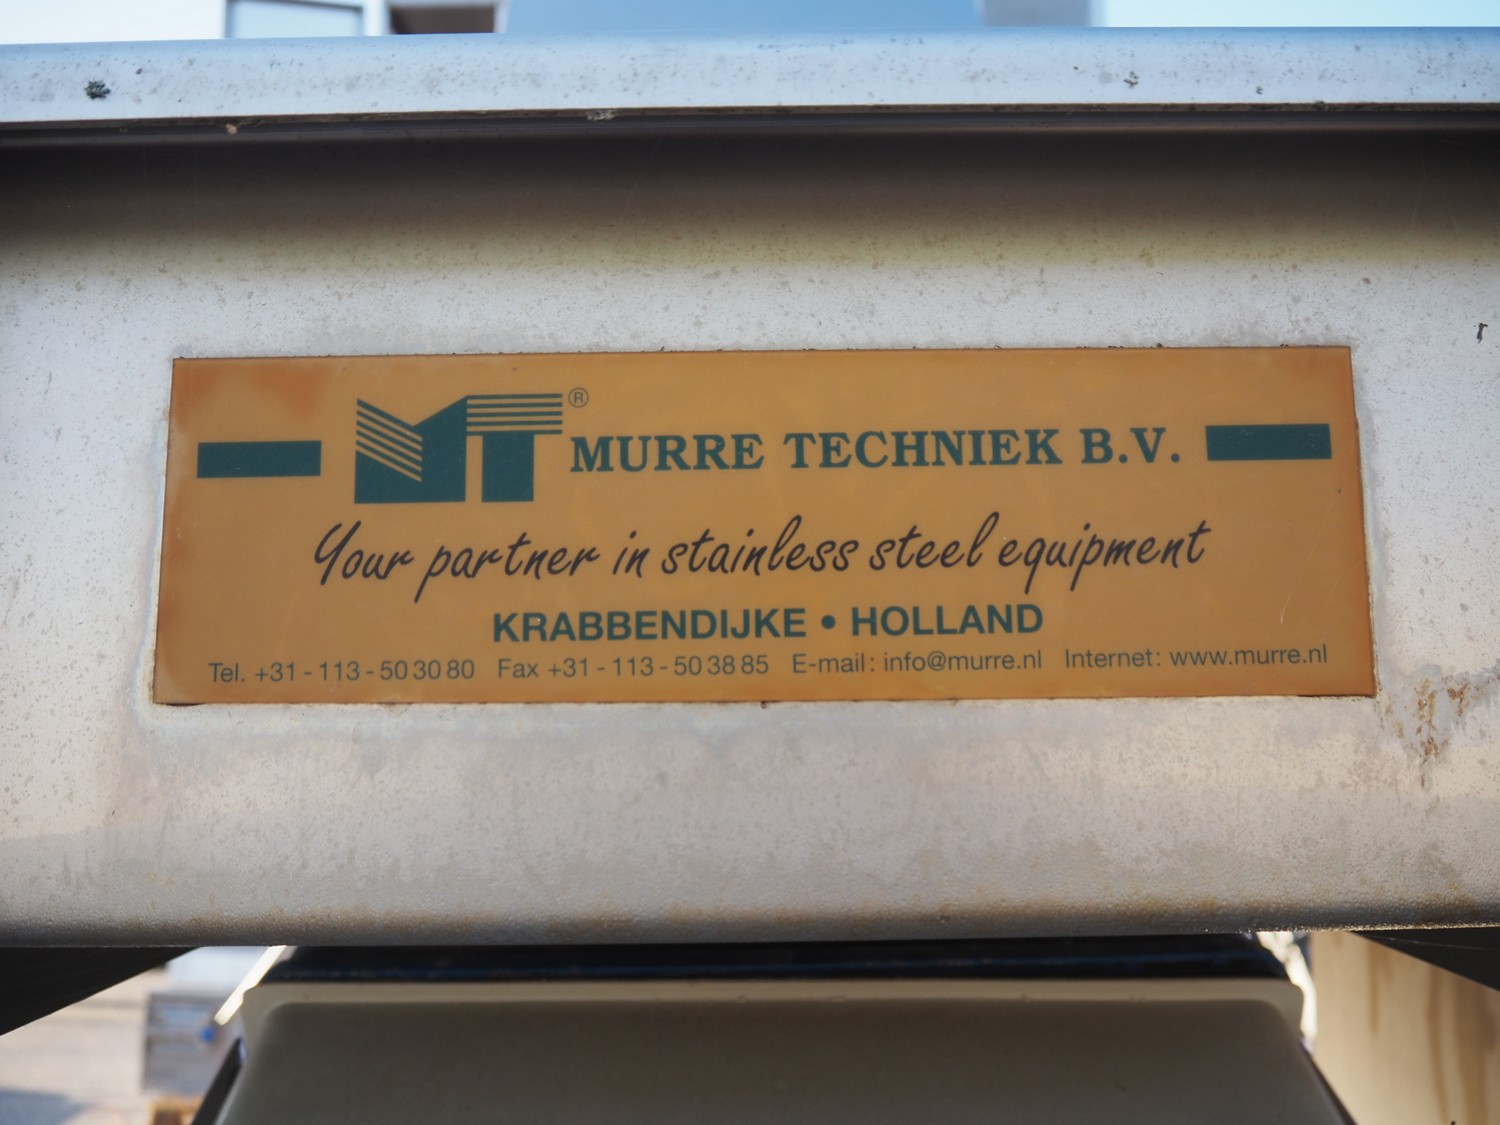 MT® MURRE TECHNIEK B.V.
Your partner in stainless steel equipment
KRABBENDIJKE • HOLLAND
Tel. +31 - 113 - 50 30 80 Fax +31 - 113 - 50 38 85 E-mail: info@murre.nl Internet: www.murre.nl